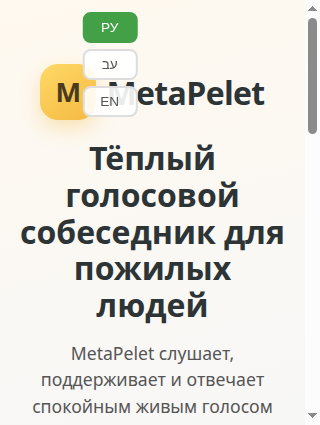 РУ
עב
EN
M
MetaPelet
Тёплый
голосовой
собеседник для
пожилых
людей
MetaPelet слушает,
поддерживает и отвечает
спокойным живым голосом